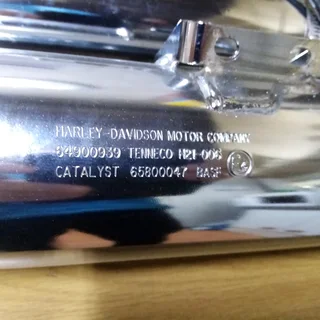 HARLEY-DAVIDSON MOTOR COMPANY
64900939 TENNECO H21-006
CATALYST 65800047 BASF